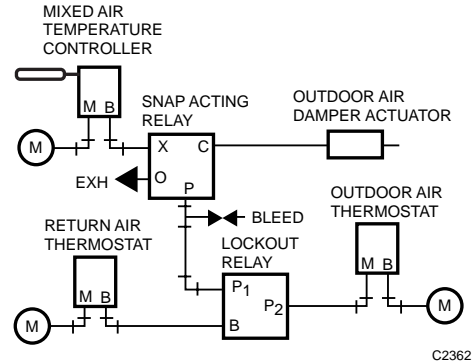 MIXED AIR
TEMPERATURE
CONTROLLER
M B
SNAP ACTING
RELAY
OUTDOOR AIR
DAMPER ACTUATOR
M
X C
O
P
EXH
BLEED
OUTDOOR AIR
THERMOSTAT
RETURN AIR
THERMOSTAT
LOCKOUT
RELAY
M B
P1
P2
B
M B
M
M
C2362